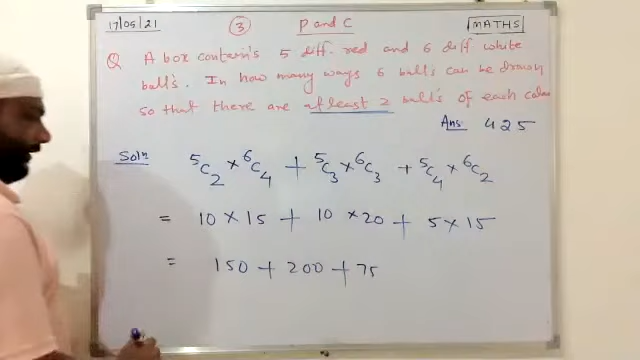 17/05/21 ③ P and C MATHS
Q A box contein's 5 diff. red and 6 diff white
ball's. In how many ways 6 balls can be drawn
so that there are atleast 2 ball's of each color
Ans 425
Soln ⁵C₂ × ⁶C₄ + ⁵C₃ × ⁶C₃ + ⁵C₄ × ⁶C₂
= 10 × 15 + 10 × 20 + 5 × 15
= 150 + 200 + 75